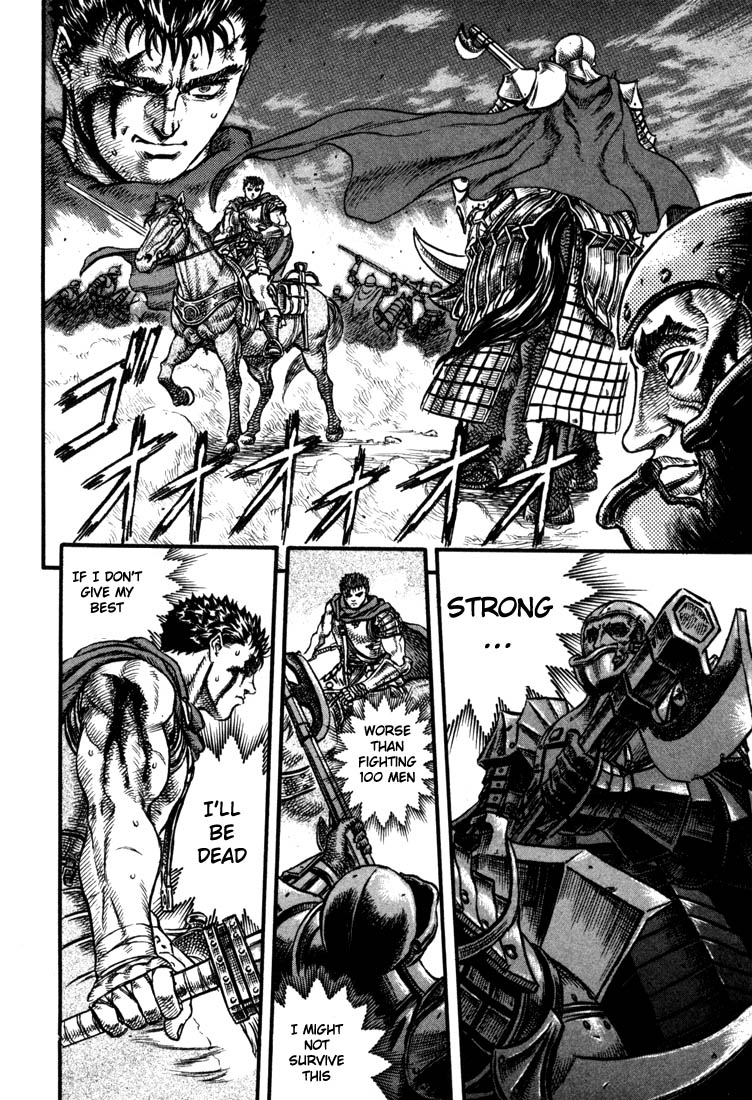 ゴオオオオオオ
STRONG
...
WORSE
THAN
FIGHTING
100 MEN
I MIGHT
NOT
SURVIVE
THIS
IF I DON'T
GIVE MY
BEST
I'LL
BE
DEAD